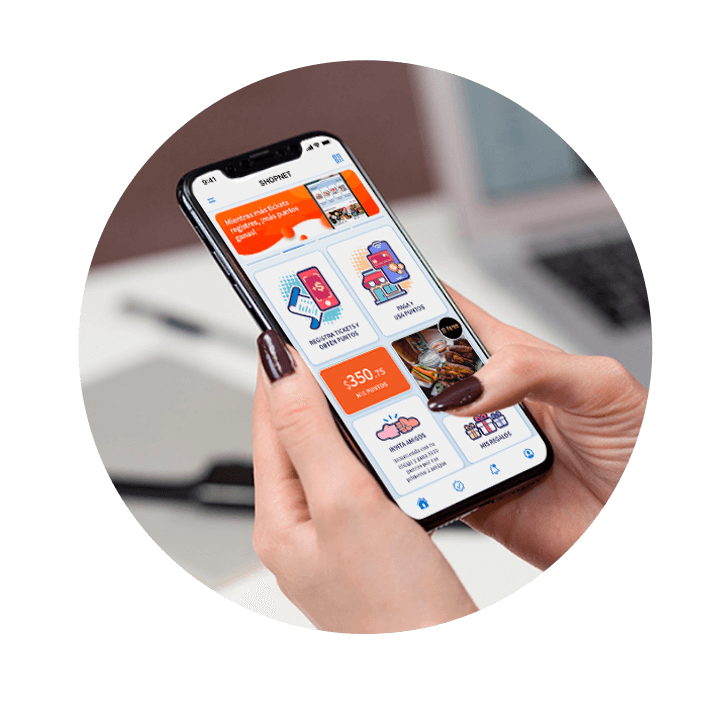 9:41
SHOPNET
Mientras más tickets
registres, ¡más puntos
ganas!
REGISTRA TICKETS Y
OBTÉN PUNTOS
PAGA Y
USA PUNTOS
$350.75
MIS PUNTOS
INVITA AMIGOS
MIS REGALOS